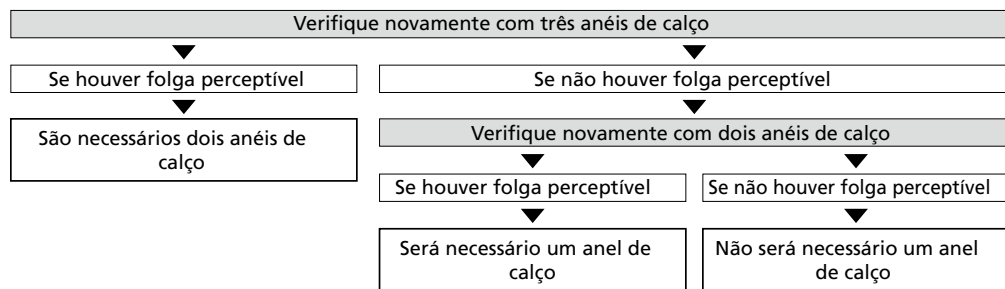 Verifique novamente com três anéis de calço
Se houver folga perceptível
Se não houver folga perceptível
São necessários dois anéis de
calço
Verifique novamente com dois anéis de calço
Se houver folga perceptível
Se não houver folga perceptível
Será necessário um anel de
calço
Não será necessário um anel
de calço